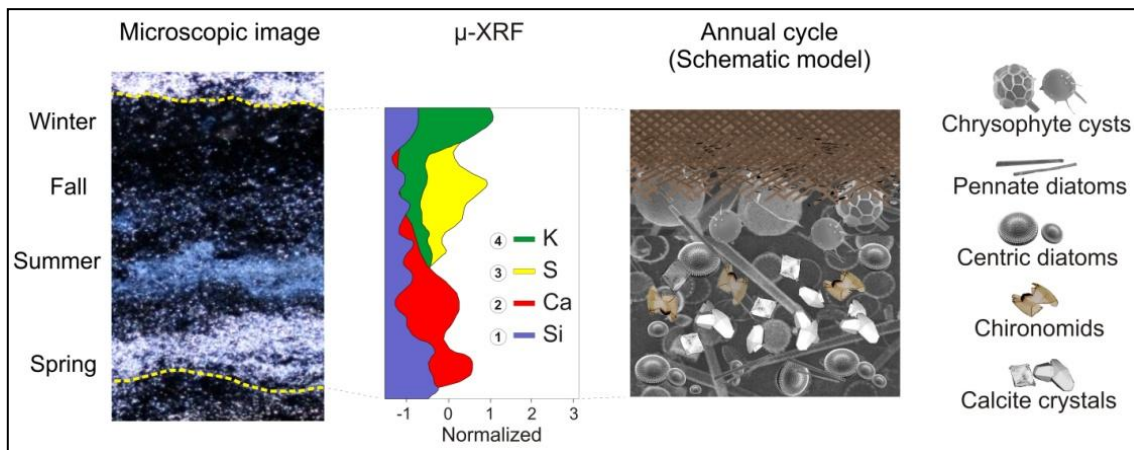 Microscopic image
Winter
Fall
Summer
Spring
μ-XRF
④ K
③ S
② Ca
① Si
-1 0 1 2 3
Normalized
Annual cycle
(Schematic model)
Chrysophyte cysts
Pennate diatoms
Centric diatoms
Chironomids
Calcite crystals